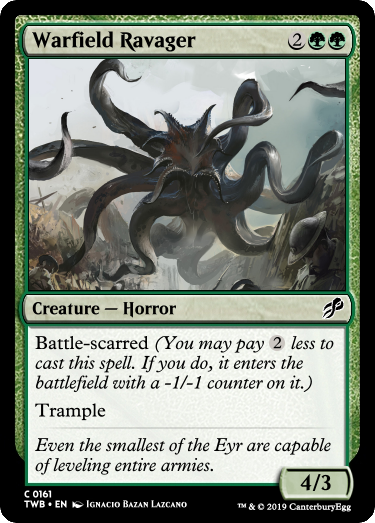 Warfield Ravager 2
Creature — Horror
Battle-scarred (You may pay 2 less to
cast this spell. If you do, it enters the
battlefield with a -1/-1 counter on it.)
Trample
Even the smallest of the Eyr are capable
of leveling entire armies.
4/3
C 0161
TWB • EN Ignacio Bazan Lazcano
™ & © 2019 CanterburyEgg